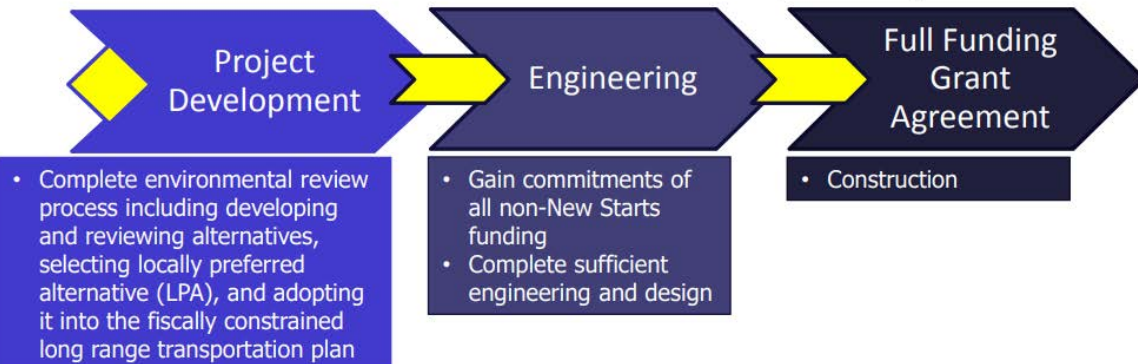 Project
Development
Engineering
Full Funding
Grant
Agreement
• Complete environmental review
process including developing
and reviewing alternatives,
selecting locally preferred
alternative (LPA), and adopting
it into the fiscally constrained
long range transportation plan
• Gain commitments of
all non-New Starts
funding
• Complete sufficient
engineering and design
• Construction